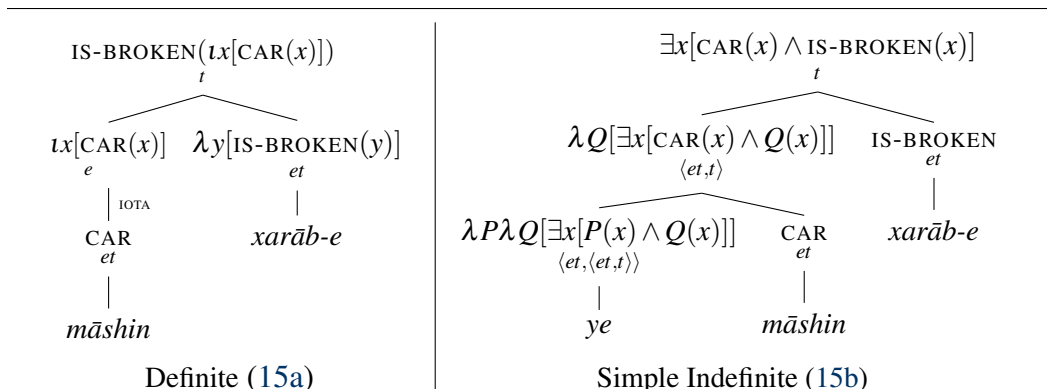 IS-BROKEN(ιx[CAR(x)])
t
ιx[CAR(x)]
e
λy[IS-BROKEN(y)]
et
IOTA
CAR
et
xarāb-e
māshin
Definite (15a)
∃x[CAR(x) ∧ IS-BROKEN(x)]
t
λQ[∃x[CAR(x) ∧ Q(x)]]
⟨et,t⟩
IS-BROKEN
et
λPλQ[∃x[P(x) ∧ Q(x)]]
⟨et,⟨et,t⟩⟩
CAR
et
xarāb-e
ye
māshin
Simple Indefinite (15b)